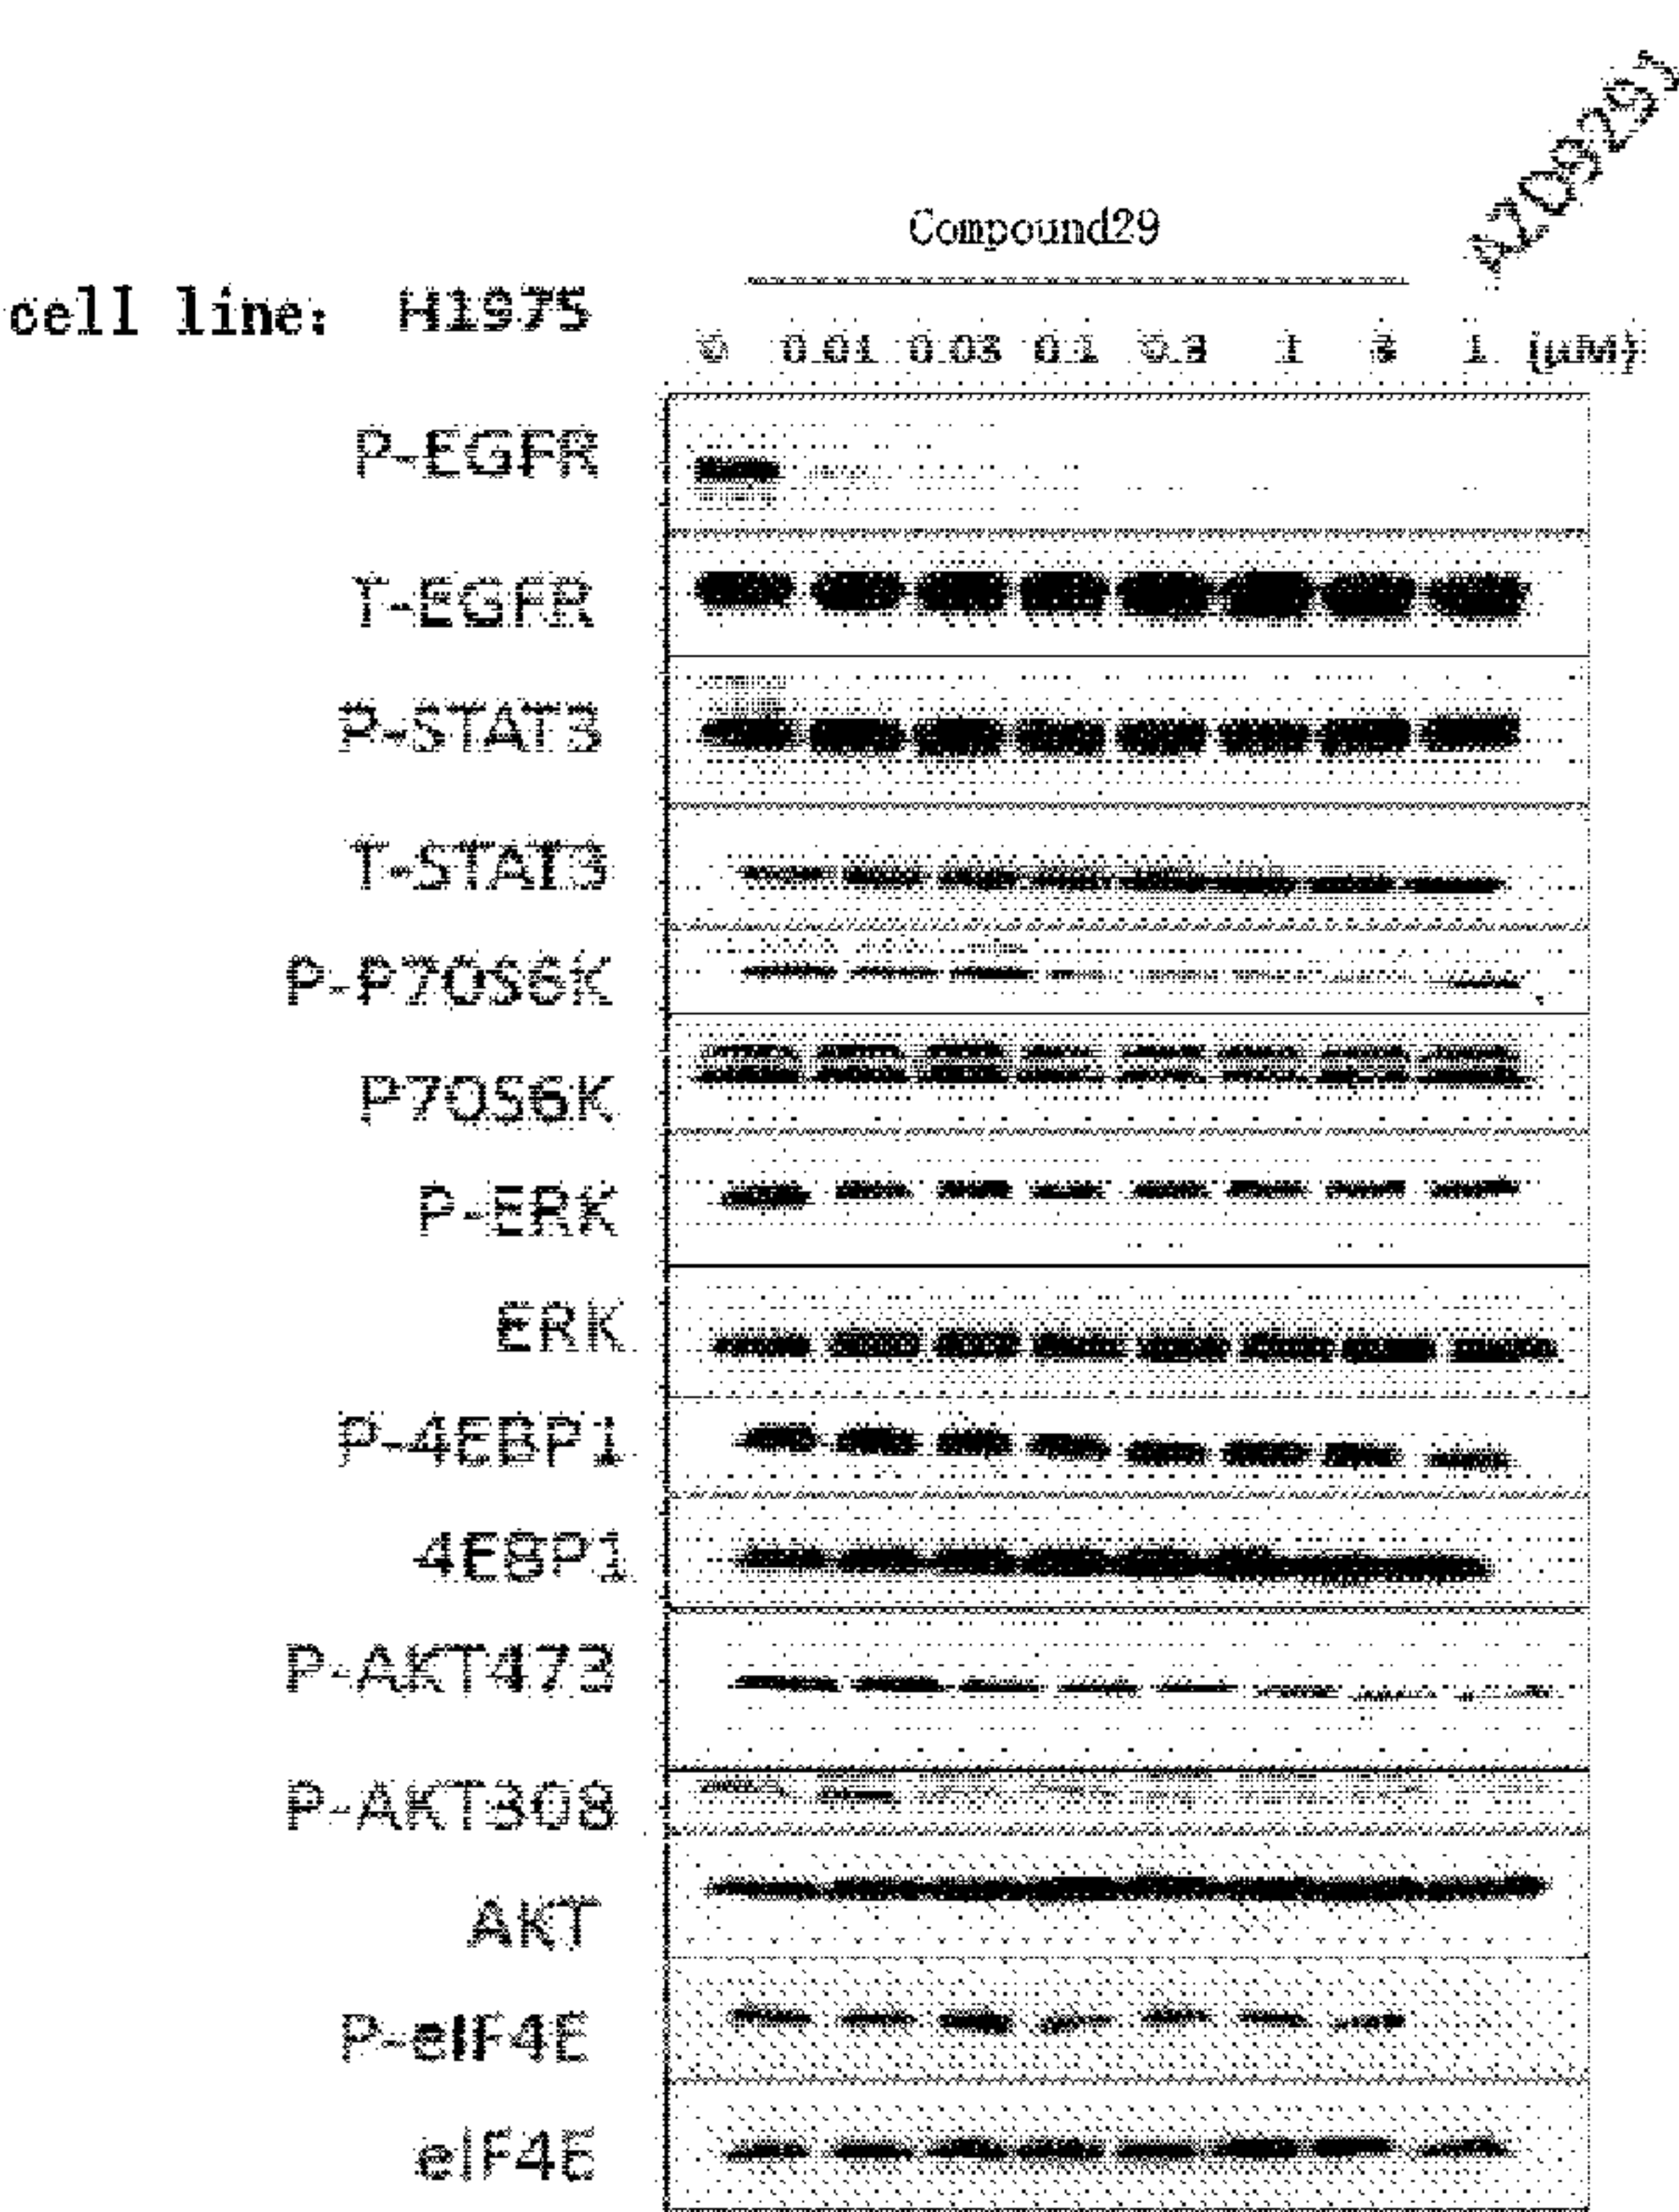 AZD9291
Compound29
cell line: H1975
0 0.01 0.03 0.1 0.3 1 3 1 (μM)
P-EGFR
T-EGFR
P-STAT3
T-STAT3
P-P70S6K
P70S6K
P-ERK
ERK
P-4EBP1
4EBP1
P-AKT473
P-AKT308
AKT
P-eIF4E
eIF4E